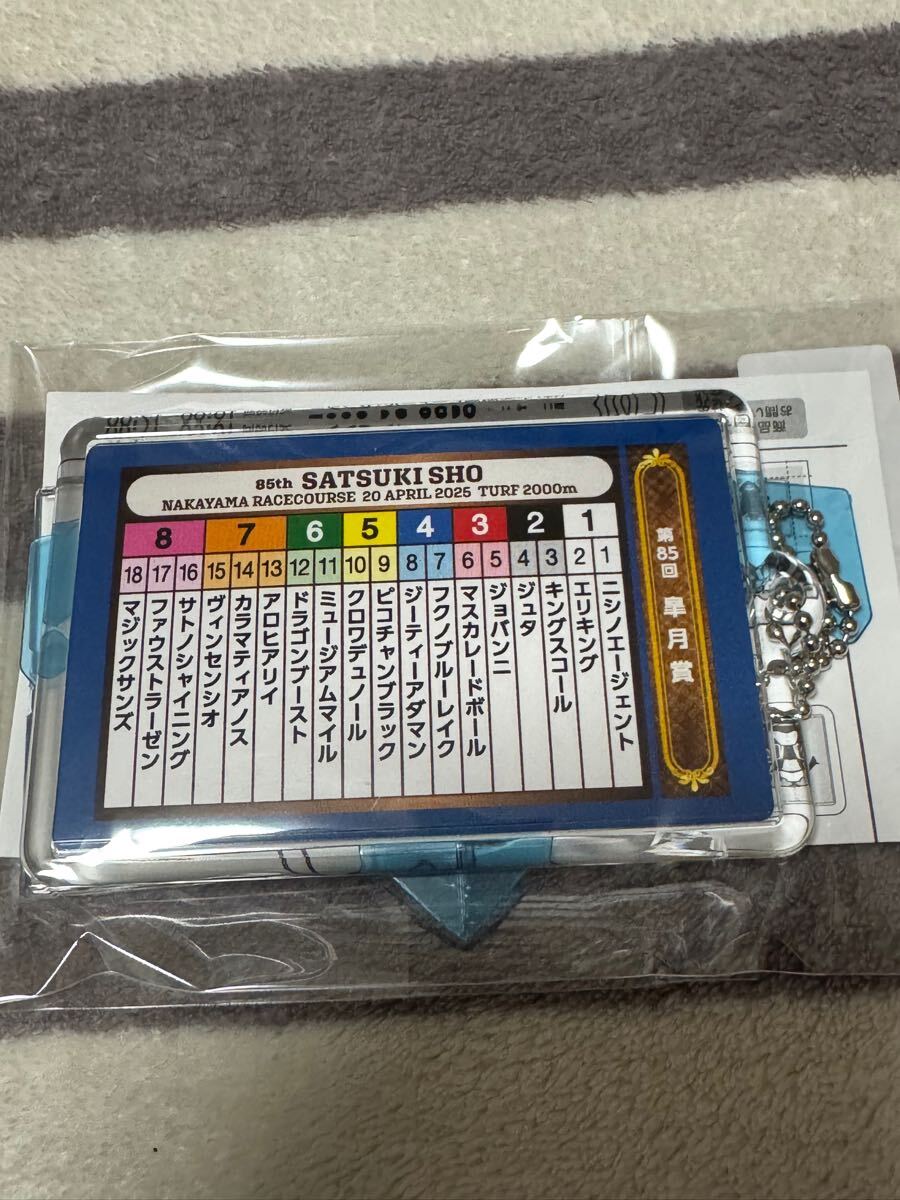 85th SATSUKI SHO
NAKAYAMA RACECOURSE 20 APRIL 2025 TURF 2000m
8 7 6 5 4 3 2 1
18 17 16 15 14 13 12 11 10 9 8 7 6 5 4 3 2 1
ニシノエージェント
エリキング
キングスコール
ジュタ
ジョバンニ
マスカレードボール
フクノブルーレイク
ジーティーアダマン
ピコチャンブラック
クロワデュノール
ミュージアムマイル
ドラゴンブースト
アロヒアリイ
カラマティアノス
ヴィンセンシオ
サトノシャイニング
ファウストラーゼン
マジックサンズ
第85回 皐月賞